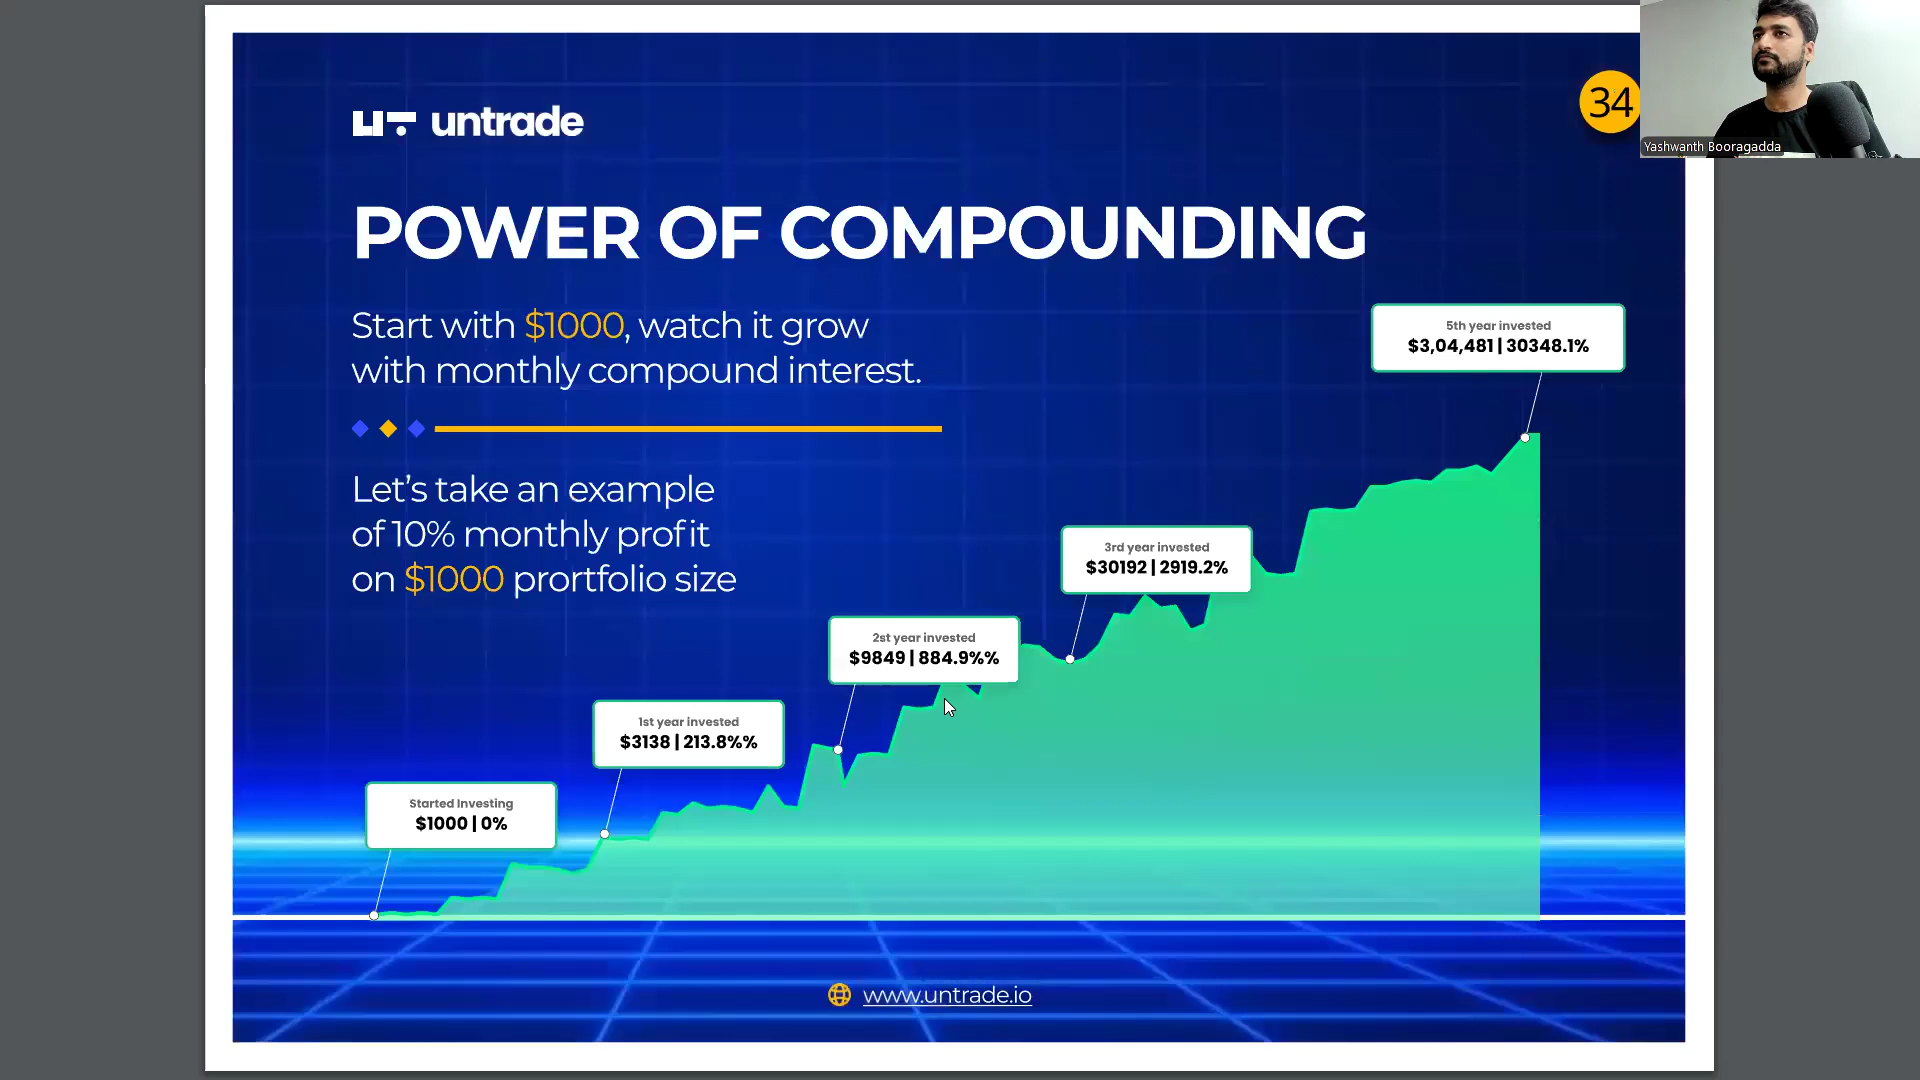 untrade
34
Yashwanth Booragadda
POWER OF COMPOUNDING
Start with $1000, watch it grow
with monthly compound interest.
Let's take an example
of 10% monthly profit
on $1000 prortfolio size
5th year invested
$3,04,481 | 30348.1%
3rd year invested
$30192 | 2919.2%
2st year invested
$9849 | 884.9%%
1st year invested
$3138 | 213.8%%
Started Investing
$1000 | 0%
www.untrade.io